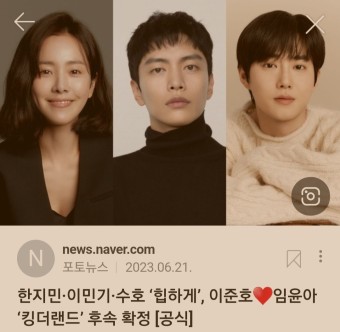 N
news.naver.com
포토뉴스 | 2023.06.21.
한지민·이민기·수호 ‘힙하게’, 이준호❤️임윤아
‘킹더랜드’ 후속 확정 [공식]